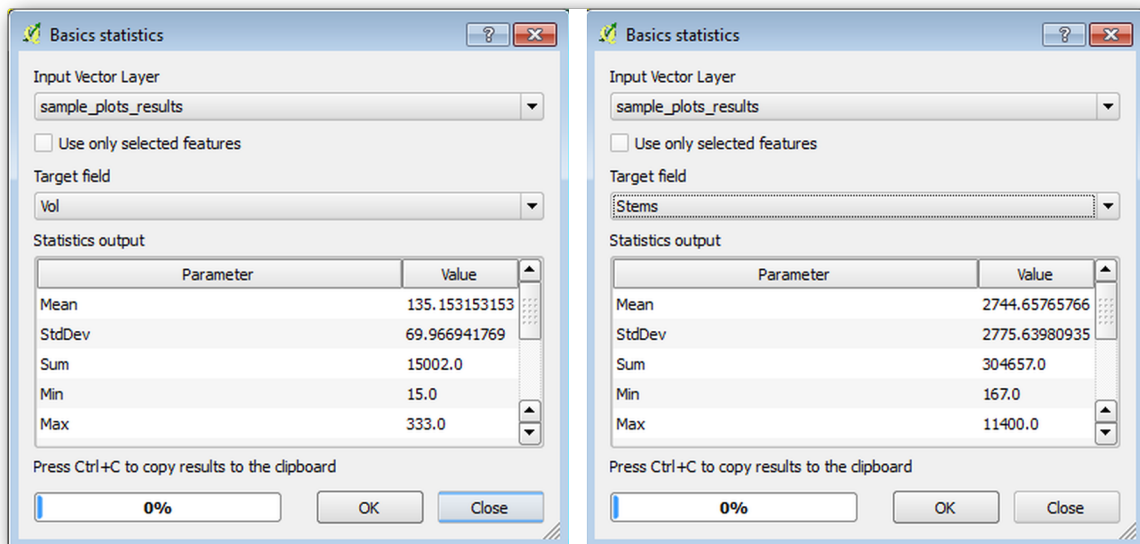 Basics statistics
Input Vector Layer
sample_plots_results
Use only selected features
Target field
Vol
Statistics output
Parameter Value
Mean 135.153153153
StdDev 69.966941769
Sum 15002.0
Min 15.0
Max 333.0
Press Ctrl+C to copy results to the clipboard
0% OK Close
Basics statistics
Input Vector Layer
sample_plots_results
Use only selected features
Target field
Stems
Statistics output
Parameter Value
Mean 2744.65765766
StdDev 2775.63980935
Sum 304657.0
Min 167.0
Max 11400.0
Press Ctrl+C to copy results to the clipboard
0% OK Close